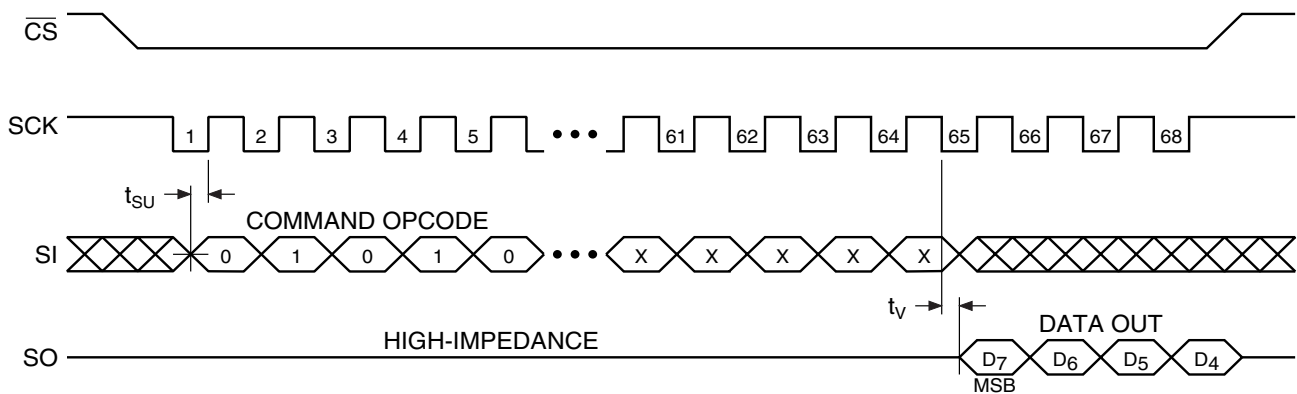 CS
SCK 1 2 3 4 5 61 62 63 64 65 66 67 68
tSU
COMMAND OPCODE
SI 0 1 0 1 0 X X X X X
tV
HIGH-IMPEDANCE
DATA OUT
SO D7 D6 D5 D4
MSB